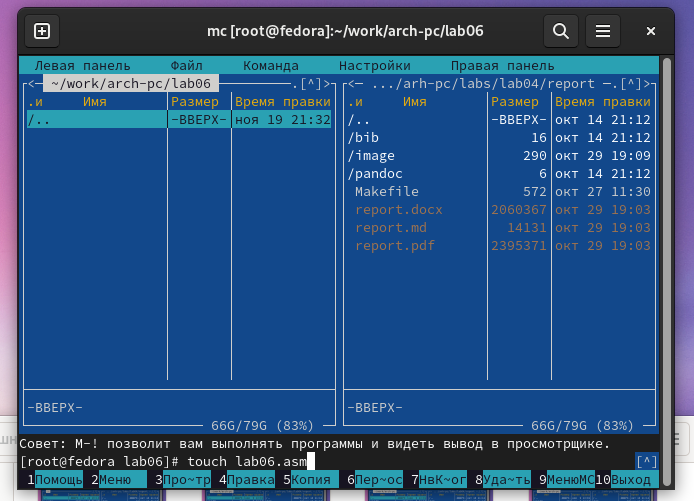 mc [root@fedora]:~/work/arch-pc/lab06
Левая панель Файл Команда Настройки Правая панель
<─ ~/work/arch-pc/lab06 .[^]>
.и Имя Размер Время правки
/.. -ВВЕРХ- ноя 19 21:32
-ВВЕРХ-
66G/79G (83%)
<─ .../arh-pc/labs/lab04/report ─.[^]>
.и Имя Размер Время правки
/.. -ВВЕРХ- окт 14 21:12
/bib 16 окт 14 21:12
/image 290 окт 29 19:09
/pandoc 6 окт 14 21:12
Makefile 572 окт 27 11:30
report.docx 2060367 окт 29 19:03
report.md 14131 окт 29 19:03
report.pdf 2395371 окт 29 19:03
-ВВЕРХ-
66G/79G (83%)
Совет: M-! позволит вам выполнять программы и видеть вывод в просмотрщике.
[root@fedora lab06]# touch lab06.asm [^]
1Помощь 2Меню 3Про~тр 4Правка 5Копия 6Пер~ос 7НвК~ог 8Уда~ть 9МенюMC 10Выход